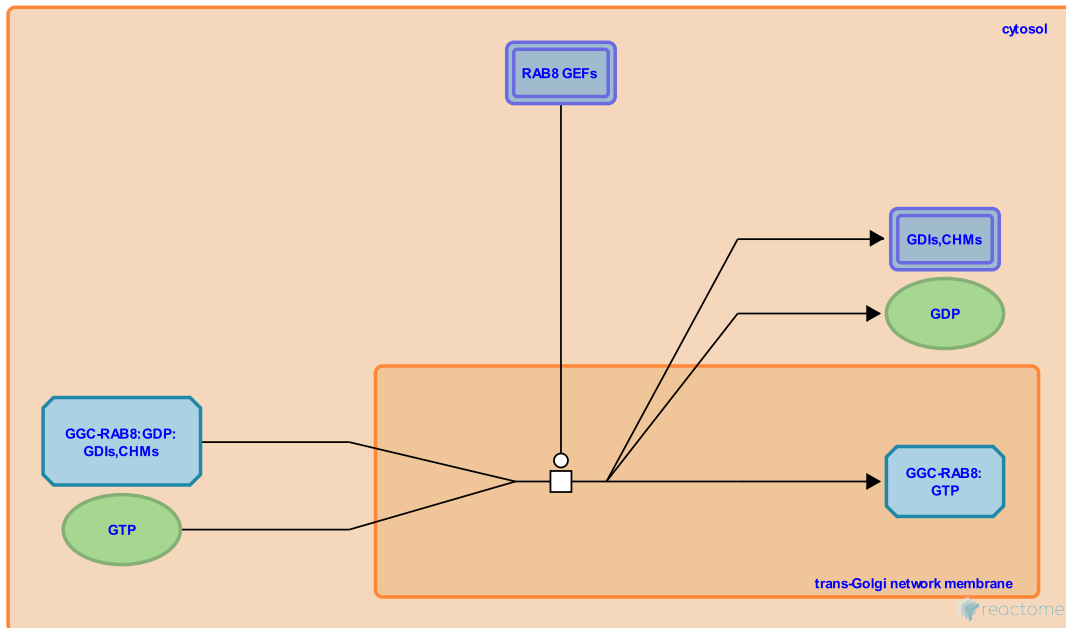 cytosol
RAB8 GEFs
GDIs,CHMs
GDP
GGC-RAB8:GDP:
GDIs,CHMs
GTP
GGC-RAB8:
GTP
trans-Golgi network membrane
reactome